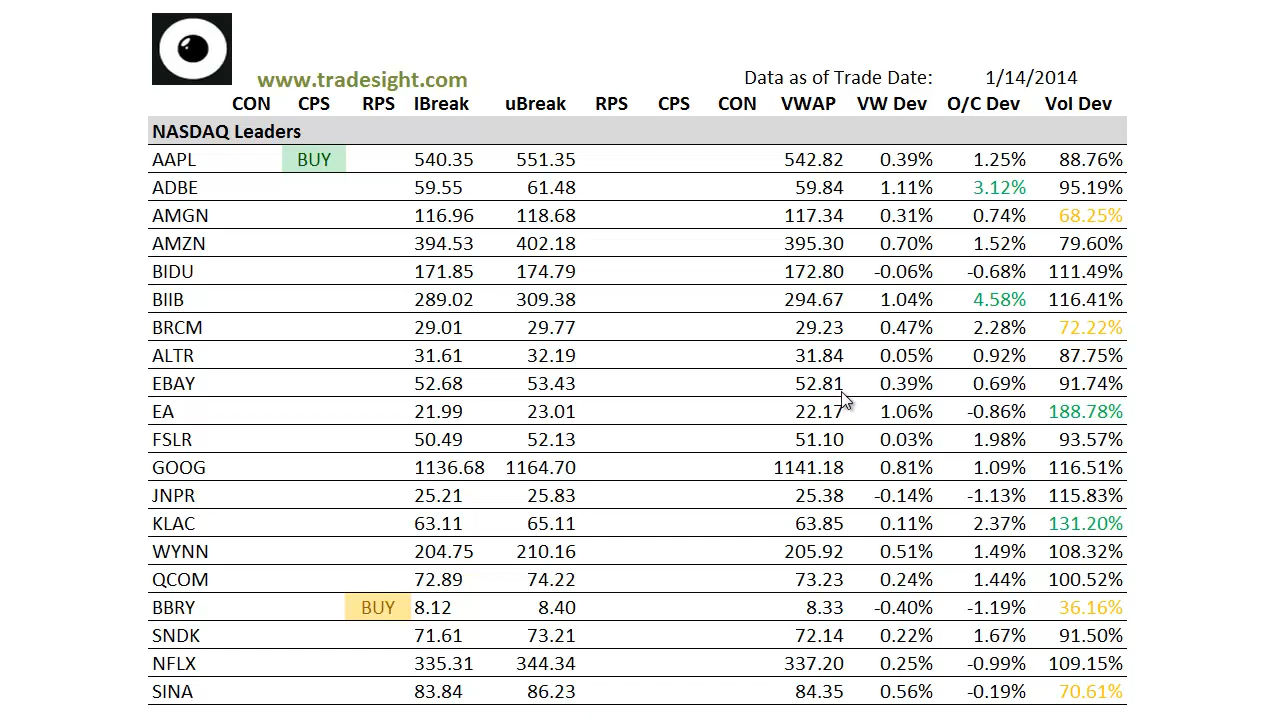 www.tradesight.com Data as of Trade Date: 1/14/2014
CON CPS RPS lBreak uBreak RPS CPS CON VWAP VW Dev O/C Dev Vol Dev
NASDAQ Leaders
AAPL BUY 540.35 551.35 542.82 0.39% 1.25% 88.76%
ADBE 59.55 61.48 59.84 1.11% 3.12% 95.19%
AMGN 116.96 118.68 117.34 0.31% 0.74% 68.25%
AMZN 394.53 402.18 395.30 0.70% 1.52% 79.60%
BIDU 171.85 174.79 172.80 -0.06% -0.68% 111.49%
BIIB 289.02 309.38 294.67 1.04% 4.58% 116.41%
BRCM 29.01 29.77 29.23 0.47% 2.28% 72.22%
ALTR 31.61 32.19 31.84 0.05% 0.92% 87.75%
EBAY 52.68 53.43 52.81 0.39% 0.69% 91.74%
EA 21.99 23.01 22.17 1.06% -0.86% 188.78%
FSLR 50.49 52.13 51.10 0.03% 1.98% 93.57%
GOOG 1136.68 1164.70 1141.18 0.81% 1.09% 116.51%
JNPR 25.21 25.83 25.38 -0.14% -1.13% 115.83%
KLAC 63.11 65.11 63.85 0.11% 2.37% 131.20%
WYNN 204.75 210.16 205.92 0.51% 1.49% 108.32%
QCOM 72.89 74.22 73.23 0.24% 1.44% 100.52%
BBRY BUY 8.12 8.40 8.33 -0.40% -1.19% 36.16%
SNDK 71.61 73.21 72.14 0.22% 1.67% 91.50%
NFLX 335.31 344.34 337.20 0.25% -0.99% 109.15%
SINA 83.84 86.23 84.35 0.56% -0.19% 70.61%